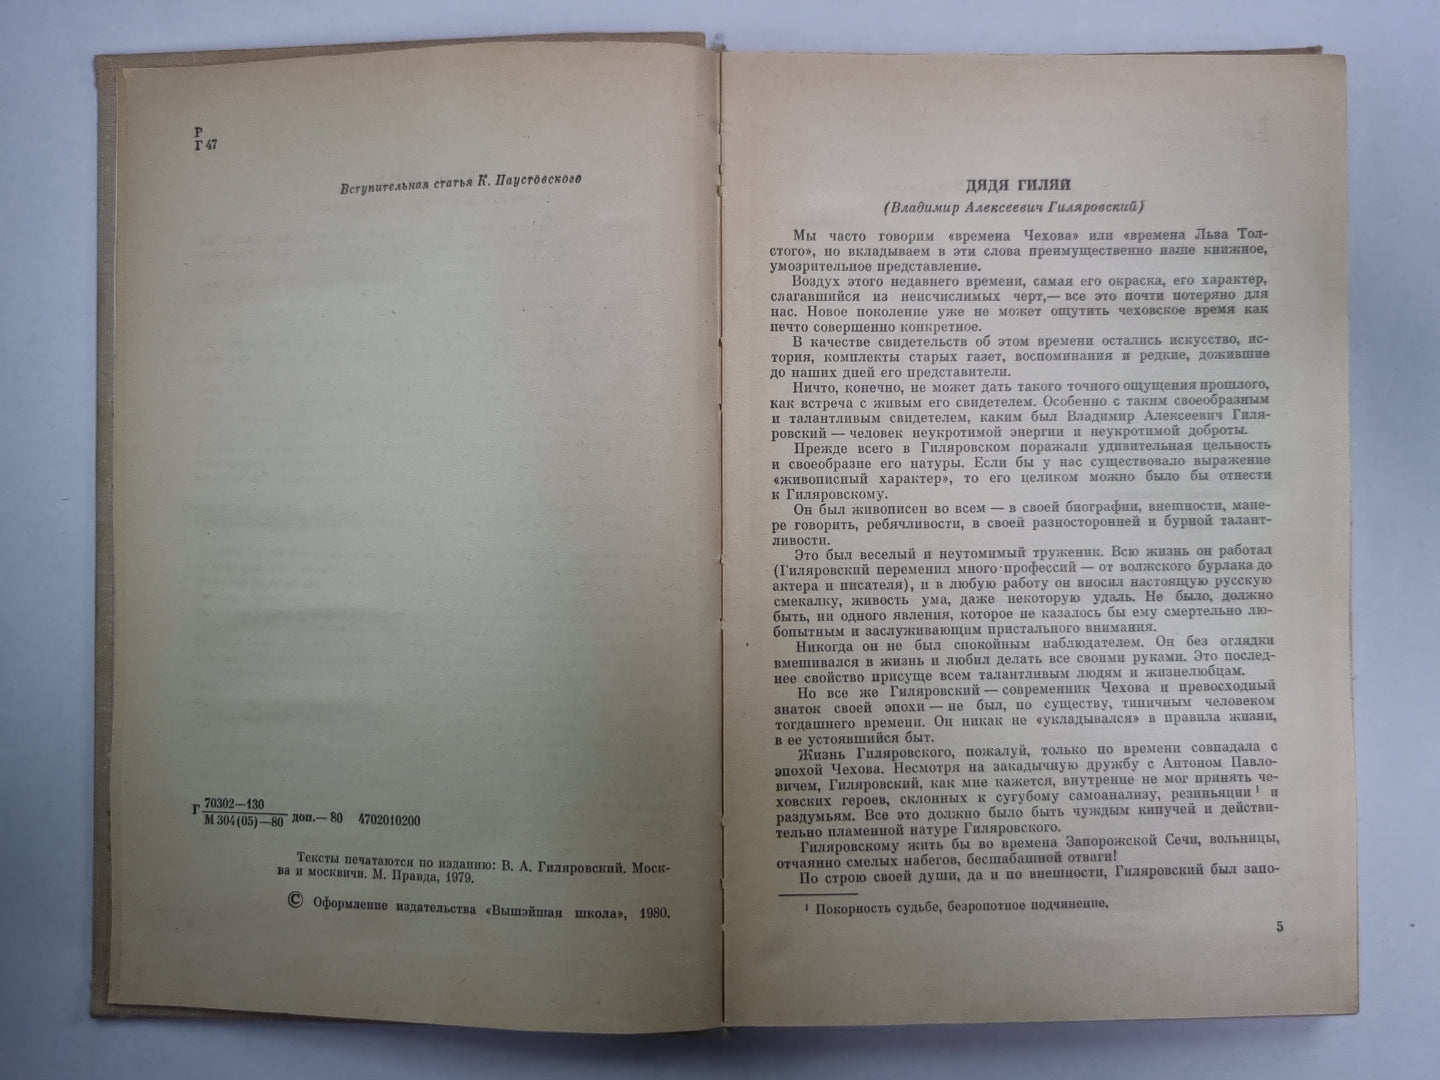 Р
Г 47
Вступительная статья К. Паустовского
Г 70302—130
М 304(05)—80 доп.— 80 4702010200
Тексты печатаются по изданию: В. А. Гиляровский. Моск-
ва и москвичи. М. Правда, 1979.
© Оформление издательства «Вышэйшая школа», 1980.
ДЯДЯ ГИЛЯЙ
(Владимир Алексеевич Гиляровский)
Мы часто говорим «времена Чехова» или «времена Льва Тол-
стого», но вкладываем в эти слова преимущественно наше книжное,
умозрительное представление.
Воздух этого недавнего времени, самая его окраска, его характер,
слагавшийся из неисчислимых черт,— все это почти потеряно для
нас. Новое поколение уже не может ощутить чеховское время как
нечто совершенно конкретное.
В качестве свидетельств об этом времени остались искусство, ис-
тория, комплекты старых газет, воспоминания и редкие, дожившие
до наших дней его представители.
Ничто, конечно, не может дать такого точного ощущения прошлого,
как встреча с живым его свидетелем. Особенно с таким своеобразным
и талантливым свидетелем, каким был Владимир Алексеевич Гиля-
ровский — человек неукротимой энергии и неукротимой доброты.
Прежде всего в Гиляровском поражали удивительная цельность
и своеобразие его натуры. Если бы у нас существовало выражение
«живописный характер», то его целиком можно было бы отнести
к Гиляровскому.
Он был живописен во всем — в своей биографии, внешности, мане-
ре говорить, ребячливости, в своей разносторонней и бурной талант-
ливости.
Это был веселый и неутомимый труженик. Всю жизнь он работал
(Гиляровский переменил много профессий — от волжского бурлака до
актера и писателя), и в любую работу он вносил настоящую русскую
смекалку, живость ума, даже некоторую удаль. Не было, должно
быть, ни одного явления, которое не казалось бы ему смертельно лю-
бопытным и заслуживающим пристального внимания.
Никогда он не был спокойным наблюдателем. Он без оглядки
вмешивался в жизнь и любил делать все своими руками. Это послед-
нее свойство присуще всем талантливым людям и жизнелюбцам.
Но все же Гиляровский — современник Чехова и превосходный
знаток своей эпохи — не был, по существу, типичным человеком
тогдашнего времени. Он никак не «укладывался» в правила жизни,
в ее устоявшийся быт.
Жизнь Гиляровского, пожалуй, только по времени совпадала с
эпохой Чехова. Несмотря на закадычную дружбу с Антоном Павло-
вичем, Гиляровский, как мне кажется, внутренне не мог принять че-
ховских героев, склонных к сугубому самоанализу, резиньяции ¹ и
раздумьям. Все это должно было быть чуждым кипучей и действи-
тельно пламенной натуре Гиляровского.
Гиляровскому жить бы во времена Запорожской Сечи, вольницы,
отчаянно смелых набегов, бесшабашной отваги!
По строю своей души, да и по внешности, Гиляровский был запо-
¹ Покорность судьбе, безропотное подчинение.
5